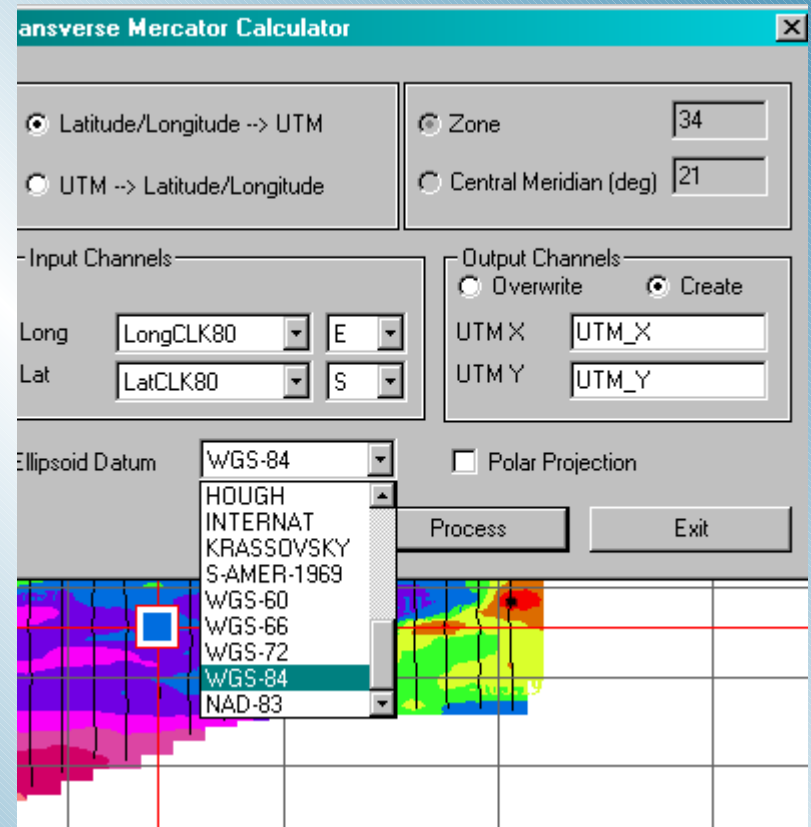 ansverse Mercator Calculator
Latitude/Longitude --> UTM
UTM --> Latitude/Longitude
Zone 34
Central Meridian (deg) 21
Input Channels
Long LongCLK80 E
Lat LatCLK80 S
Output Channels
Overwrite Create
UTM X UTM_X
UTM Y UTM_Y
Ellipsoid Datum WGS-84
Polar Projection
HOUGH
INTERNAT
KRASSOVSKY
S-AMER-1969
WGS-60
WGS-66
WGS-72
WGS-84
NAD-83
Process Exit